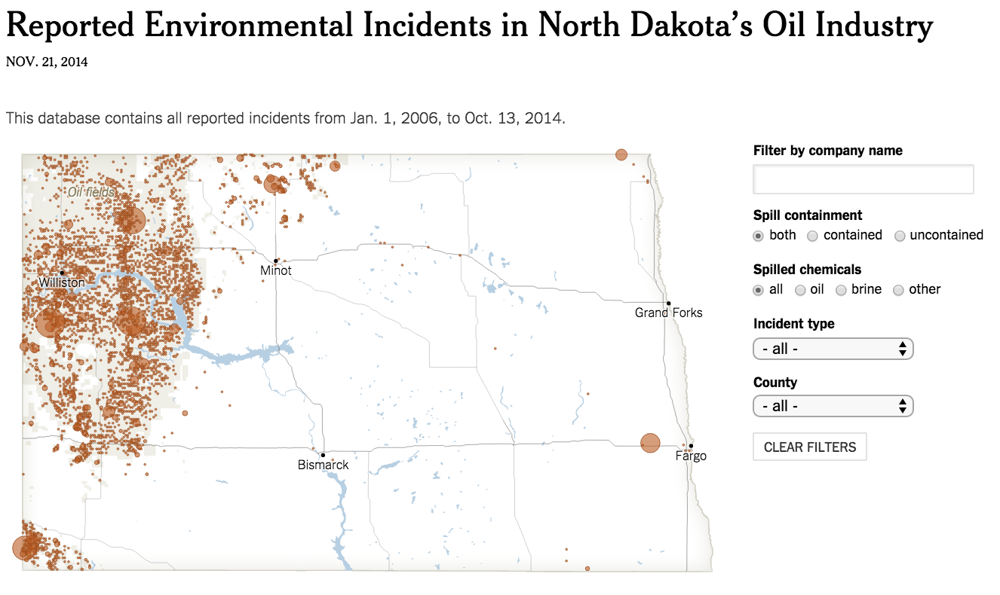 Reported Environmental Incidents in North Dakota’s Oil Industry
NOV. 21, 2014
This database contains all reported incidents from Jan. 1, 2006, to Oct. 13, 2014.
Oil fields
Williston
Minot
Grand Forks
Bismarck
Fargo
Filter by company name
Spill containment
both contained uncontained
Spilled chemicals
all oil brine other
Incident type
- all -
County
- all -
CLEAR FILTERS